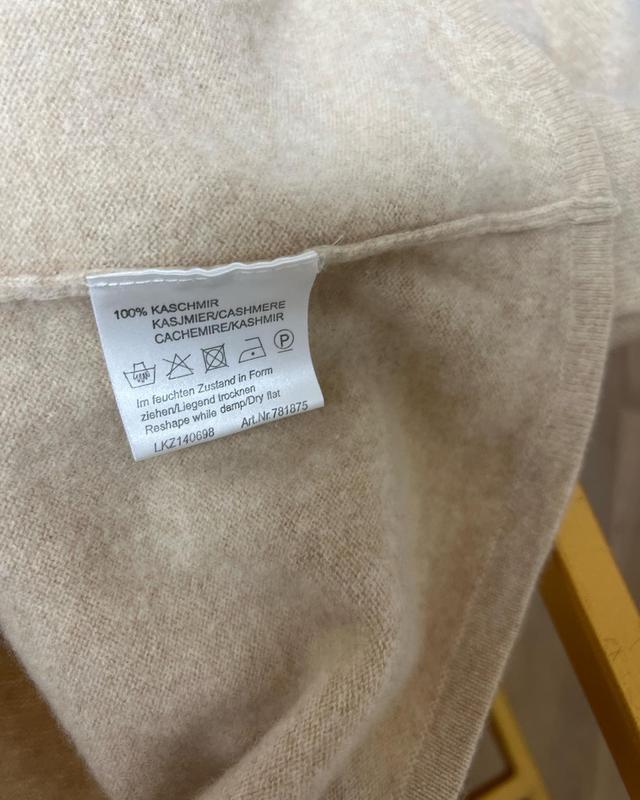 100% KASCHMIR
KASJMIER/CASHMERE
CACHEMIRE/KASHMIR
P
Im feuchten Zustand in Form
ziehen/Liegend trocknen
Reshape while damp/Dry flat
LKZ140698 Art.Nr.781875